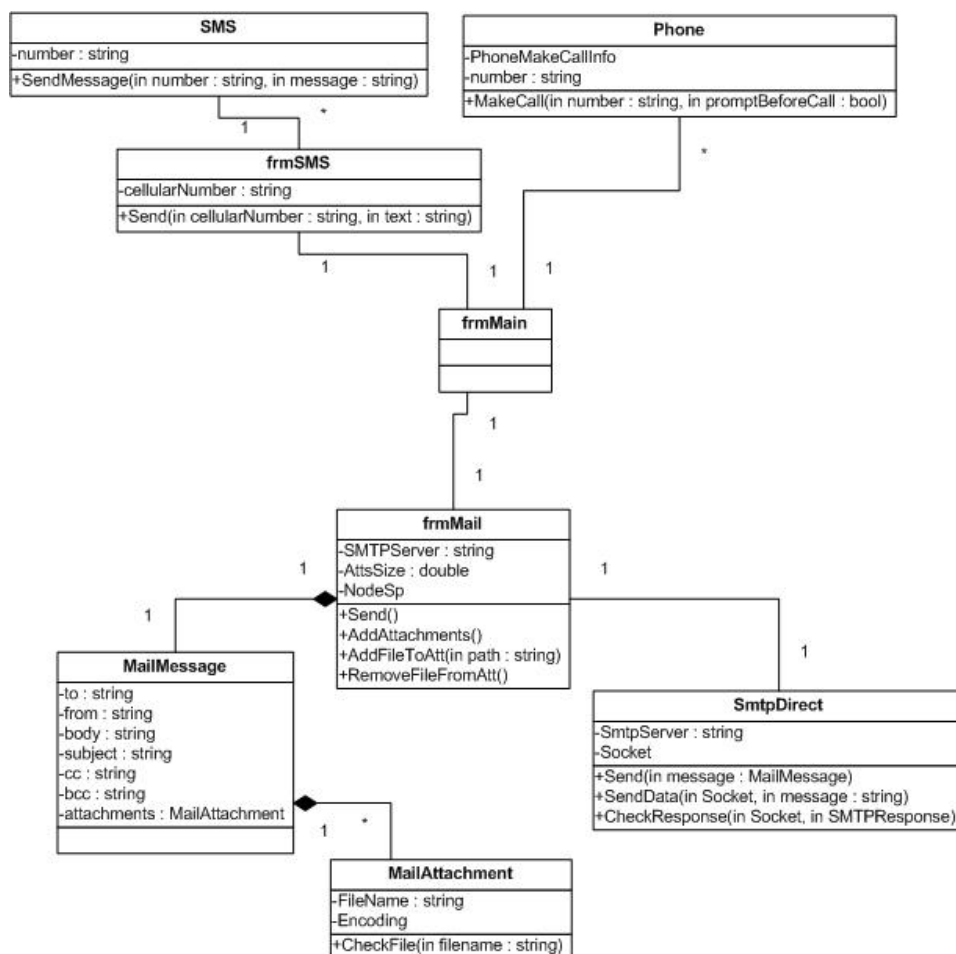 SMS
-number : string
+SendMessage(in number : string, in message : string)
Phone
-PhoneMakeCallInfo
-number : string
+MakeCall(in number : string, in promptBeforeCall : bool)
1
*
*
frmSMS
-cellularNumber : string
+Send(in cellularNumber : string, in text : string)
1
1
1
frmMain
1
1
frmMail
-SMTPServer : string
-AttsSize : double
-NodeSp
+Send()
+AddAttachments()
+AddFileToAtt(in path : string)
+RemoveFileFromAtt()
1
1
1
1
MailMessage
-to : string
-from : string
-body : string
-subject : string
-cc : string
-bcc : string
-attachments : MailAttachment
SmtpDirect
-SmtpServer : string
-Socket
+Send(in message : MailMessage)
+SendData(in Socket, in message : string)
+CheckResponse(in Socket, in SMTPResponse)
1
*
MailAttachment
-FileName : string
-Encoding
+CheckFile(in filename : string)